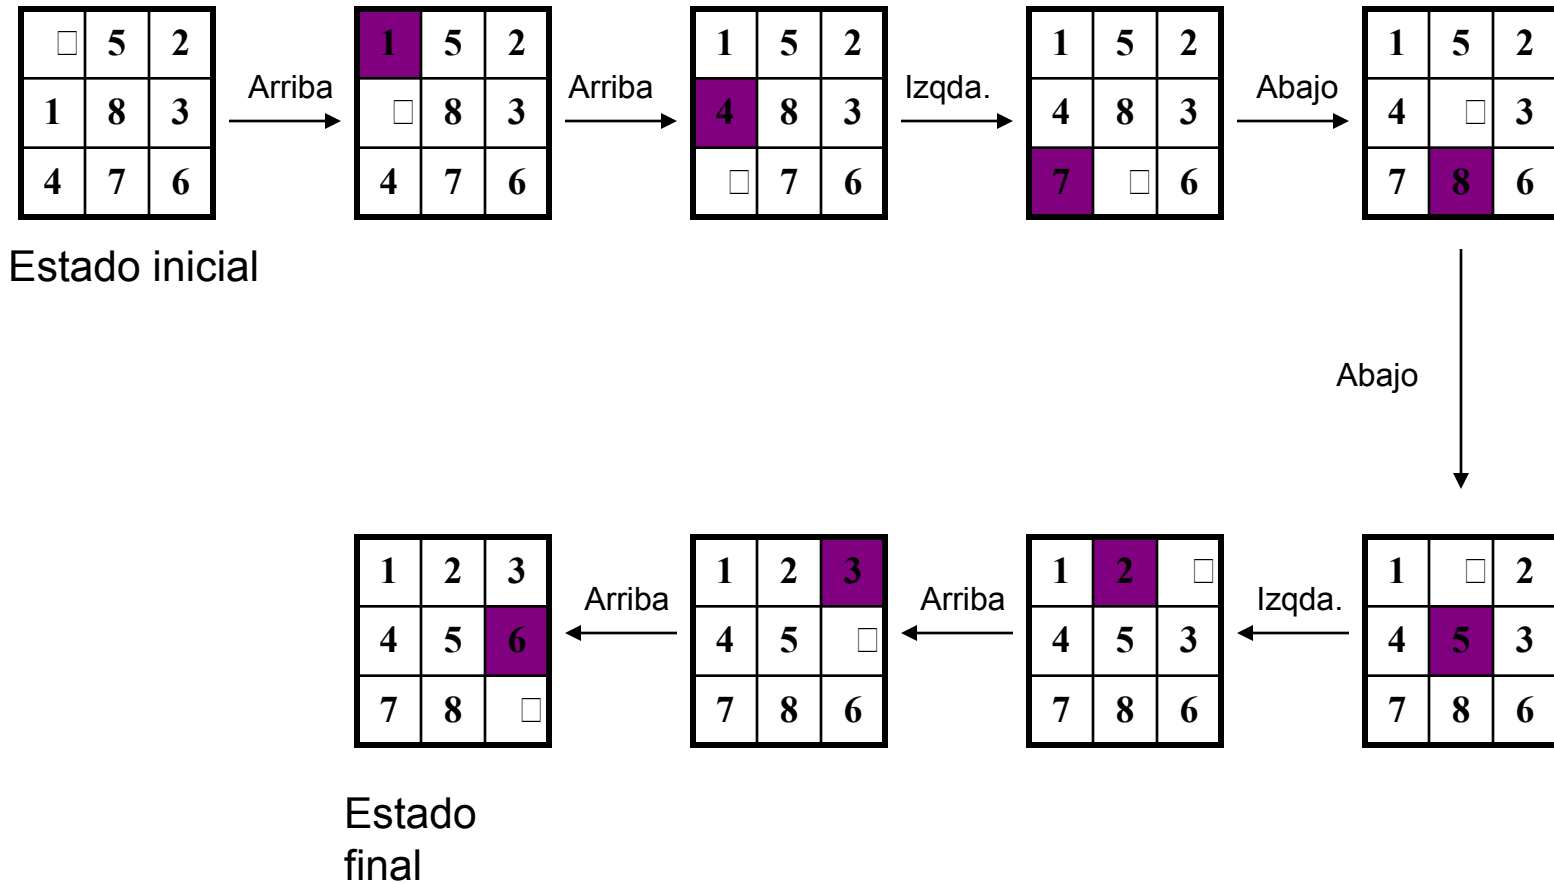 □ 5 2
1 8 3
4 7 6
Estado inicial
Arriba
1 5 2
□ 8 3
4 7 6
Arriba
1 5 2
4 8 3
□ 7 6
Izqda.
1 5 2
4 8 3
7 □ 6
Abajo
1 5 2
4 □ 3
7 8 6
Abajo
1 □ 2
4 5 3
7 8 6
Izqda.
1 2 □
4 5 3
7 8 6
Arriba
1 2 3
4 5 □
7 8 6
Arriba
1 2 3
4 5 6
7 8 □
Estado
final